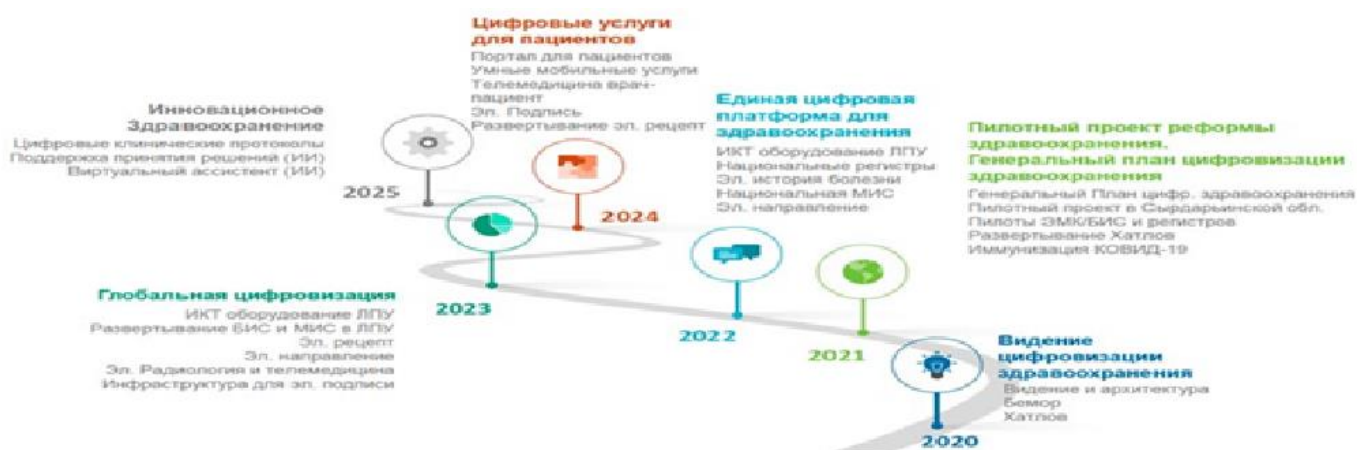 Цифровые услуги
для пациентов
Портал для пациентов
Умные мобильные услуги
Телемедицина врач-
пациент
Эл. Подпись
Развертывание эл. рецепт
2024
Инновационное
Здравоохранение
Цифровые клинические протоколы
Поддержка принятия решений (ИИ)
Виртуальный ассистент (ИИ)
2025
Единая цифровая
платформа для
здравоохранения
ИКТ оборудование ЛПУ
Национальные регистры
Эл. история болезни
Национальная МИС
Эл. направление
2022
Пилотный проект реформы
здравоохранения.
Генеральный план цифровизации
здравоохранения
Генеральный План цифр. здравоохранения
Пилотный проект в Сырдарьинской обл.
Пилоты ЭМК/БИС и регистров
Развертывание Хатлов
Иммунизация КОВИД-19
2021
Глобальная цифровизация
ИКТ оборудование ЛПУ
Развертывание БИС и МИС в ЛПУ
Эл. рецепт
Эл. направление
Эл. Радиология и телемедицина
Инфраструктура для эл. подписи
2023
Видение
цифровизации
здравоохранения
Видение и архитектура
Бемор
Хатлов
2020